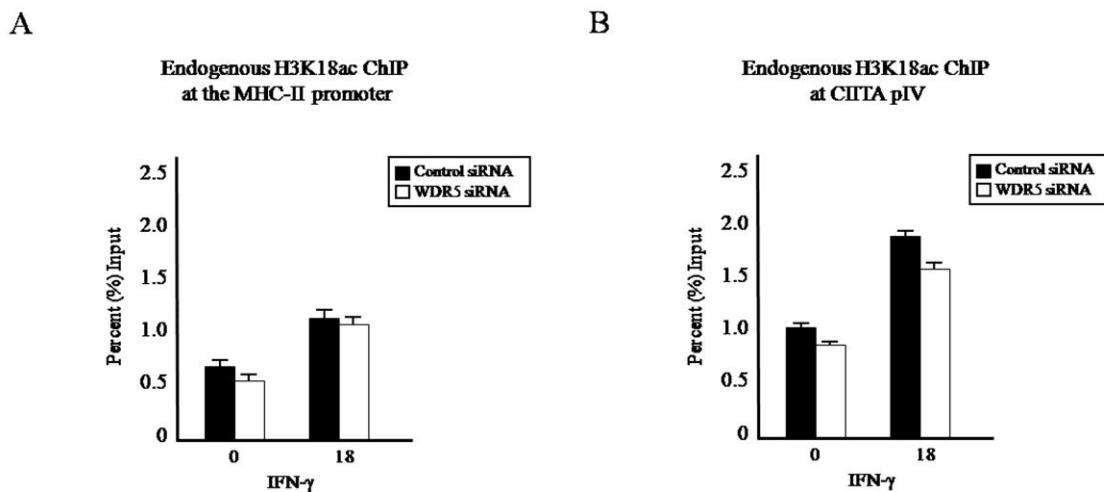 A
Endogenous H3K18ac ChIP
at the MHC-II promoter
Control siRNA
WDR5 siRNA
Percent (%) Input
2.5
2.0
1.5
1.0
0.5
0
0 18
IFN-γ
B
Endogenous H3K18ac ChIP
at CIITA pIV
Control siRNA
WDR5 siRNA
Percent (%) Input
2.5
2.0
1.5
1.0
0.5
0
0 18
IFN-γ